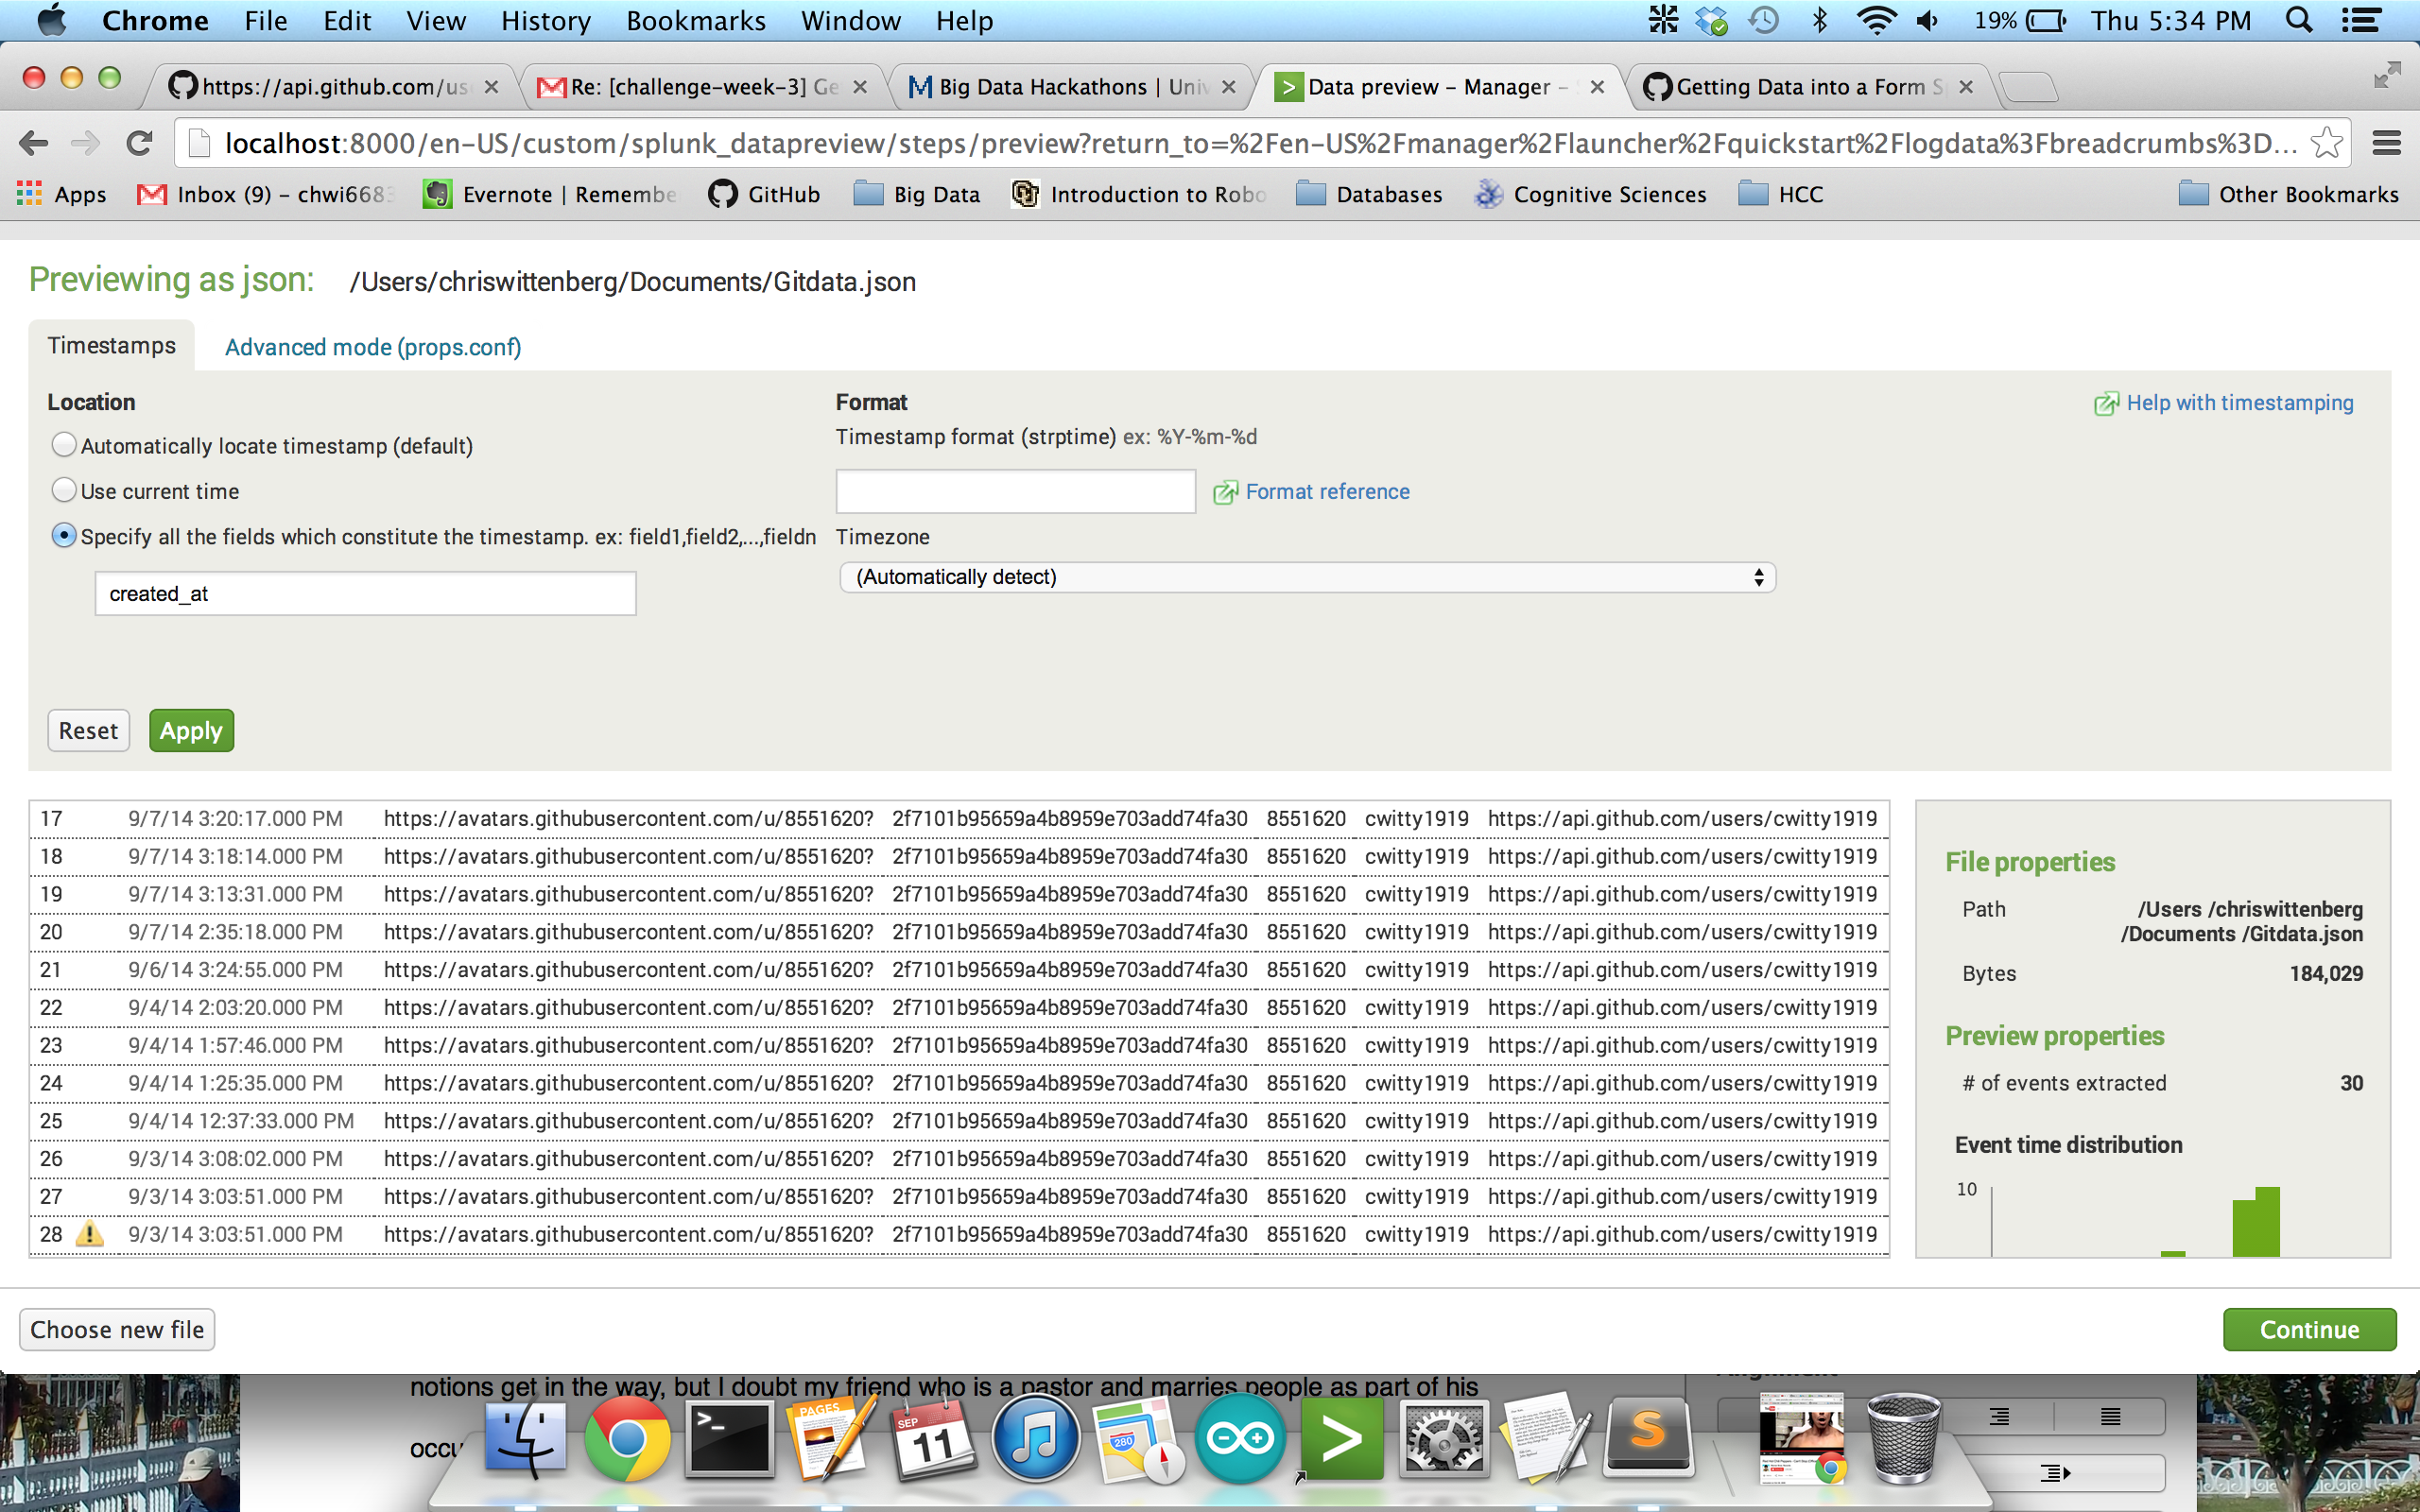 Chrome File Edit View History Bookmarks Window Help 19% Thu 5:34 PM
https://api.github.com/us Re: [challenge-week-3] Ge Big Data Hackathons | Univ Data preview – Manager – Getting Data into a Form S
localhost:8000/en-US/custom/splunk_datapreview/steps/preview?return_to=%2Fen-US%2Fmanager%2Flauncher%2Fquickstart%2Flogdata%3Fbreadcrumbs%3D...
Apps Inbox (9) – chwi6683 Evernote | Remembe GitHub Big Data Introduction to Robo Databases Cognitive Sciences HCC Other Bookmarks
Previewing as json: /Users/chriswittenberg/Documents/Gitdata.json
Timestamps Advanced mode (props.conf)
Location
Automatically locate timestamp (default)
Use current time
Specify all the fields which constitute the timestamp. ex: field1,field2,...,fieldn
created_at
Format
Timestamp format (strptime) ex: %Y-%m-%d
Format reference
Timezone
(Automatically detect)
Help with timestamping
Reset Apply
17 9/7/14 3:20:17.000 PM https://avatars.githubusercontent.com/u/8551620? 2f7101b95659a4b8959e703add74fa30 8551620 cwitty1919 https://api.github.com/users/cwitty1919
18 9/7/14 3:18:14.000 PM https://avatars.githubusercontent.com/u/8551620? 2f7101b95659a4b8959e703add74fa30 8551620 cwitty1919 https://api.github.com/users/cwitty1919
19 9/7/14 3:13:31.000 PM https://avatars.githubusercontent.com/u/8551620? 2f7101b95659a4b8959e703add74fa30 8551620 cwitty1919 https://api.github.com/users/cwitty1919
20 9/7/14 2:35:18.000 PM https://avatars.githubusercontent.com/u/8551620? 2f7101b95659a4b8959e703add74fa30 8551620 cwitty1919 https://api.github.com/users/cwitty1919
21 9/6/14 3:24:55.000 PM https://avatars.githubusercontent.com/u/8551620? 2f7101b95659a4b8959e703add74fa30 8551620 cwitty1919 https://api.github.com/users/cwitty1919
22 9/4/14 2:03:20.000 PM https://avatars.githubusercontent.com/u/8551620? 2f7101b95659a4b8959e703add74fa30 8551620 cwitty1919 https://api.github.com/users/cwitty1919
23 9/4/14 1:57:46.000 PM https://avatars.githubusercontent.com/u/8551620? 2f7101b95659a4b8959e703add74fa30 8551620 cwitty1919 https://api.github.com/users/cwitty1919
24 9/4/14 1:25:35.000 PM https://avatars.githubusercontent.com/u/8551620? 2f7101b95659a4b8959e703add74fa30 8551620 cwitty1919 https://api.github.com/users/cwitty1919
25 9/4/14 12:37:33.000 PM https://avatars.githubusercontent.com/u/8551620? 2f7101b95659a4b8959e703add74fa30 8551620 cwitty1919 https://api.github.com/users/cwitty1919
26 9/3/14 3:08:02.000 PM https://avatars.githubusercontent.com/u/8551620? 2f7101b95659a4b8959e703add74fa30 8551620 cwitty1919 https://api.github.com/users/cwitty1919
27 9/3/14 3:03:51.000 PM https://avatars.githubusercontent.com/u/8551620? 2f7101b95659a4b8959e703add74fa30 8551620 cwitty1919 https://api.github.com/users/cwitty1919
28 9/3/14 3:03:51.000 PM https://avatars.githubusercontent.com/u/8551620? 2f7101b95659a4b8959e703add74fa30 8551620 cwitty1919 https://api.github.com/users/cwitty1919
File properties
Path /Users /chriswittenberg
/Documents /Gitdata.json
Bytes 184,029
Preview properties
# of events extracted 30
Event time distribution
10
Choose new file Continue
notions get in the way, but I doubt my friend who is a pastor and marries people as part of his
occu
PAGES
SEP
11
280